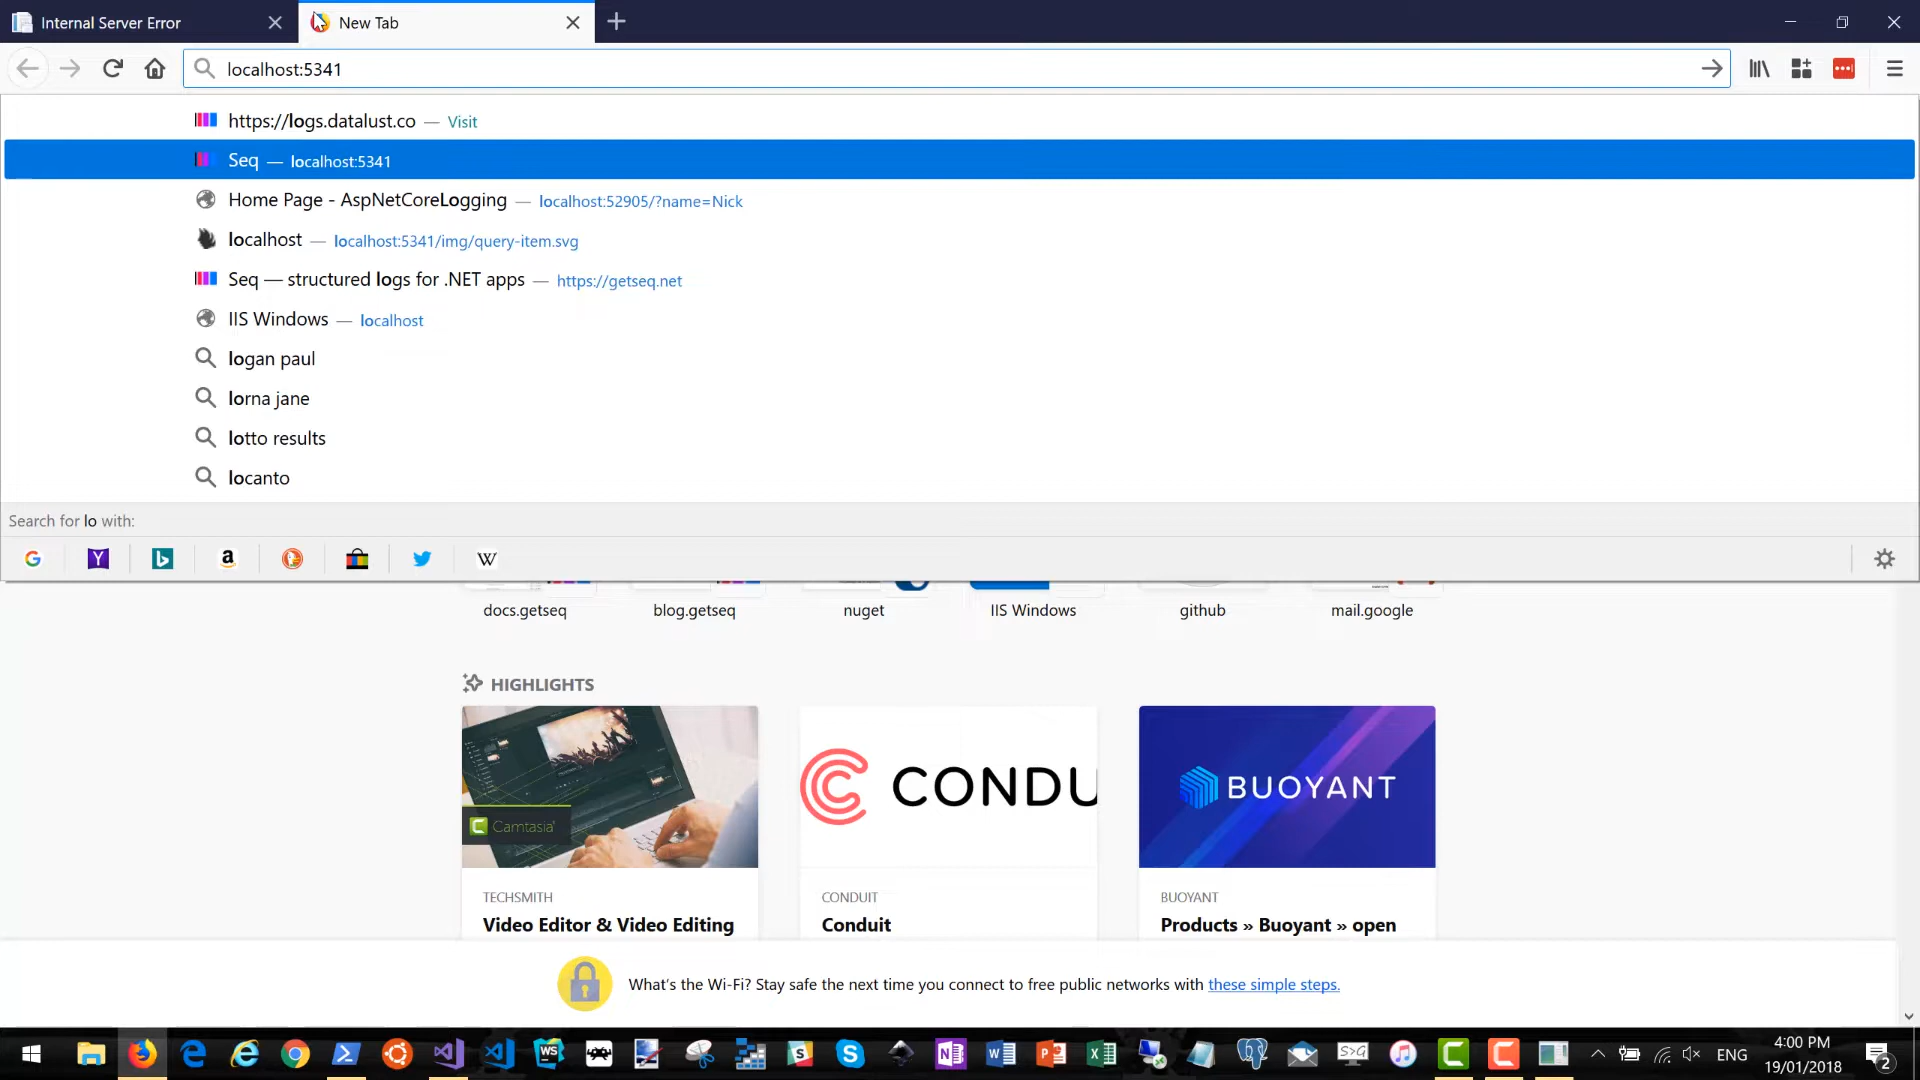 Internal Server Error
New Tab
localhost:5341
https://logs.datalust.co — Visit
Seq — localhost:5341
Home Page - AspNetCoreLogging — localhost:52905/?name=Nick
localhost — localhost:5341/img/query-item.svg
Seq — structured logs for .NET apps — https://getseq.net
IIS Windows — localhost
logan paul
lorna jane
lotto results
locanto
Search for lo with:
docs.getseq blog.getseq nuget IIS Windows github mail.google
HIGHLIGHTS
Camtasia
CONDU
BUOYANT
TECHSMITH CONDUIT BUOYANT
Video Editor & Video Editing Conduit Products » Buoyant » open
What's the Wi-Fi? Stay safe the next time you connect to free public networks with these simple steps.
ENG
4:00 PM
19/01/2018
2